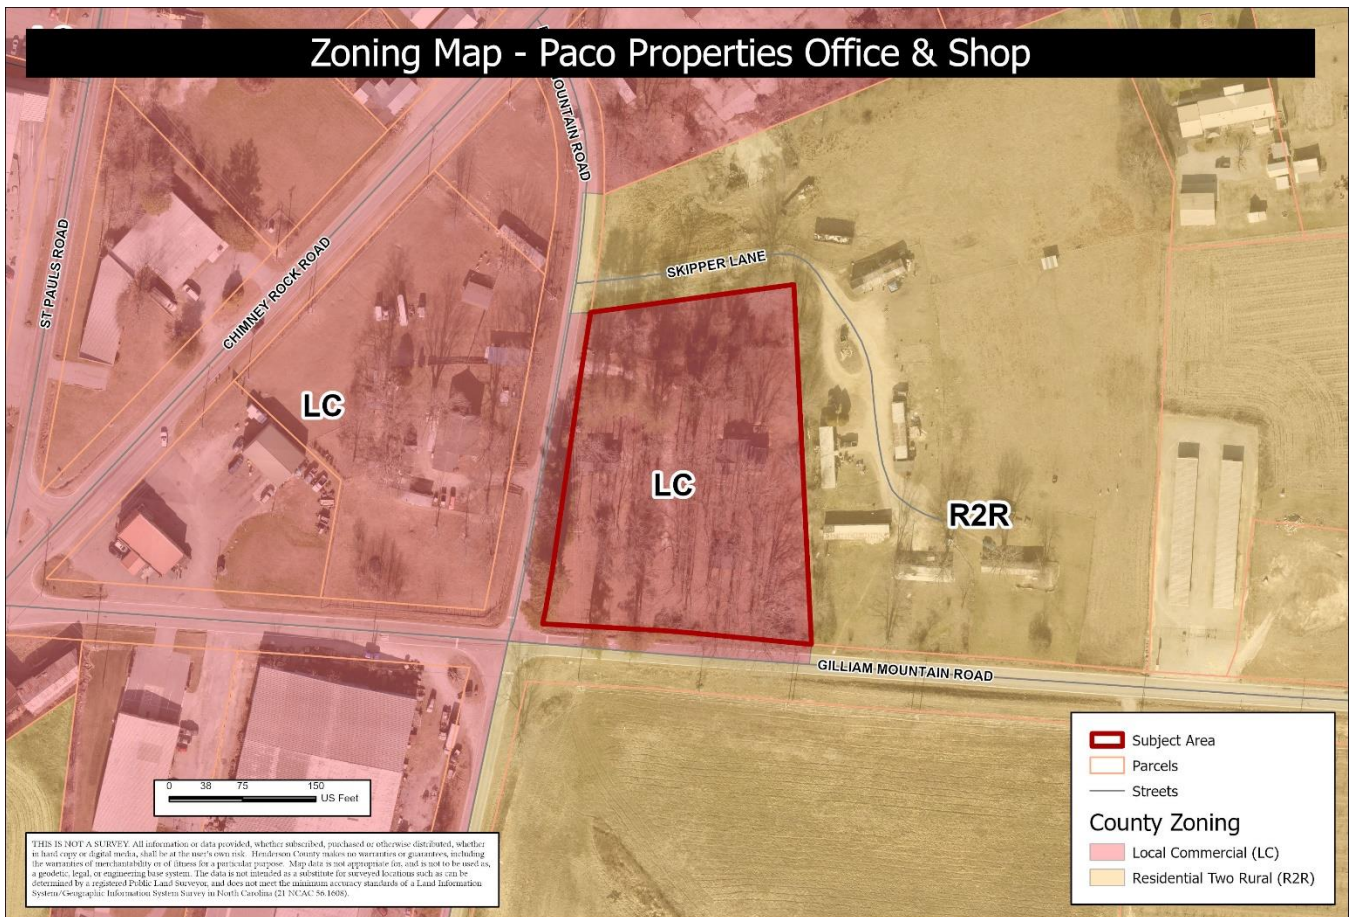 Zoning Map - Paco Properties Office & Shop
OUNTAIN ROAD
ST PAULS ROAD
CHIMNEY ROCK ROAD
SKIPPER LANE
LC
LC
R2R
GILLIAM MOUNTAIN ROAD
0 38 75 150
US Feet
Subject Area
Parcels
Streets
County Zoning
Local Commercial (LC)
Residential Two Rural (R2R)
THIS IS NOT A SURVEY. All information or data provided, whether subscribed, purchased or otherwise distributed, whether
in hard copy or digital media, shall be at the user's own risk. Henderson County makes no warranties or guarantees, including
the warranties of merchantability or of fitness for a particular purpose. Map data is not appropriate for, and is not to be used as,
a geodetic, legal, or engineering base system. The data is not intended as a substitute for surveyed locations such as can be
determined by a registered Public Land Surveyor, and does not meet the minimum accuracy standards of a Land Information
System/Geographic Information System Survey in North Carolina (21 NCAC 56.1608).